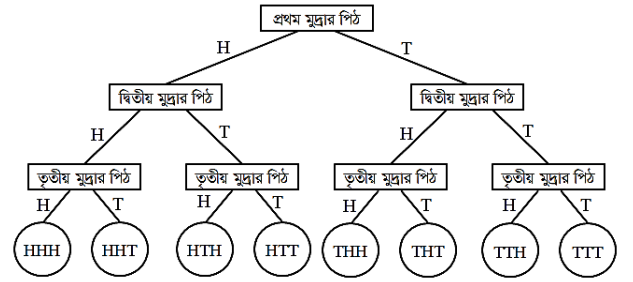 প্রথম মুদ্রার পিঠ
H T
দ্বিতীয় মুদ্রার পিঠ দ্বিতীয় মুদ্রার পিঠ
H T H T
তৃতীয় মুদ্রার পিঠ তৃতীয় মুদ্রার পিঠ তৃতীয় মুদ্রার পিঠ তৃতীয় মুদ্রার পিঠ
H T H T H T H T
HHH HHT HTH HTT THH THT TTH TTT